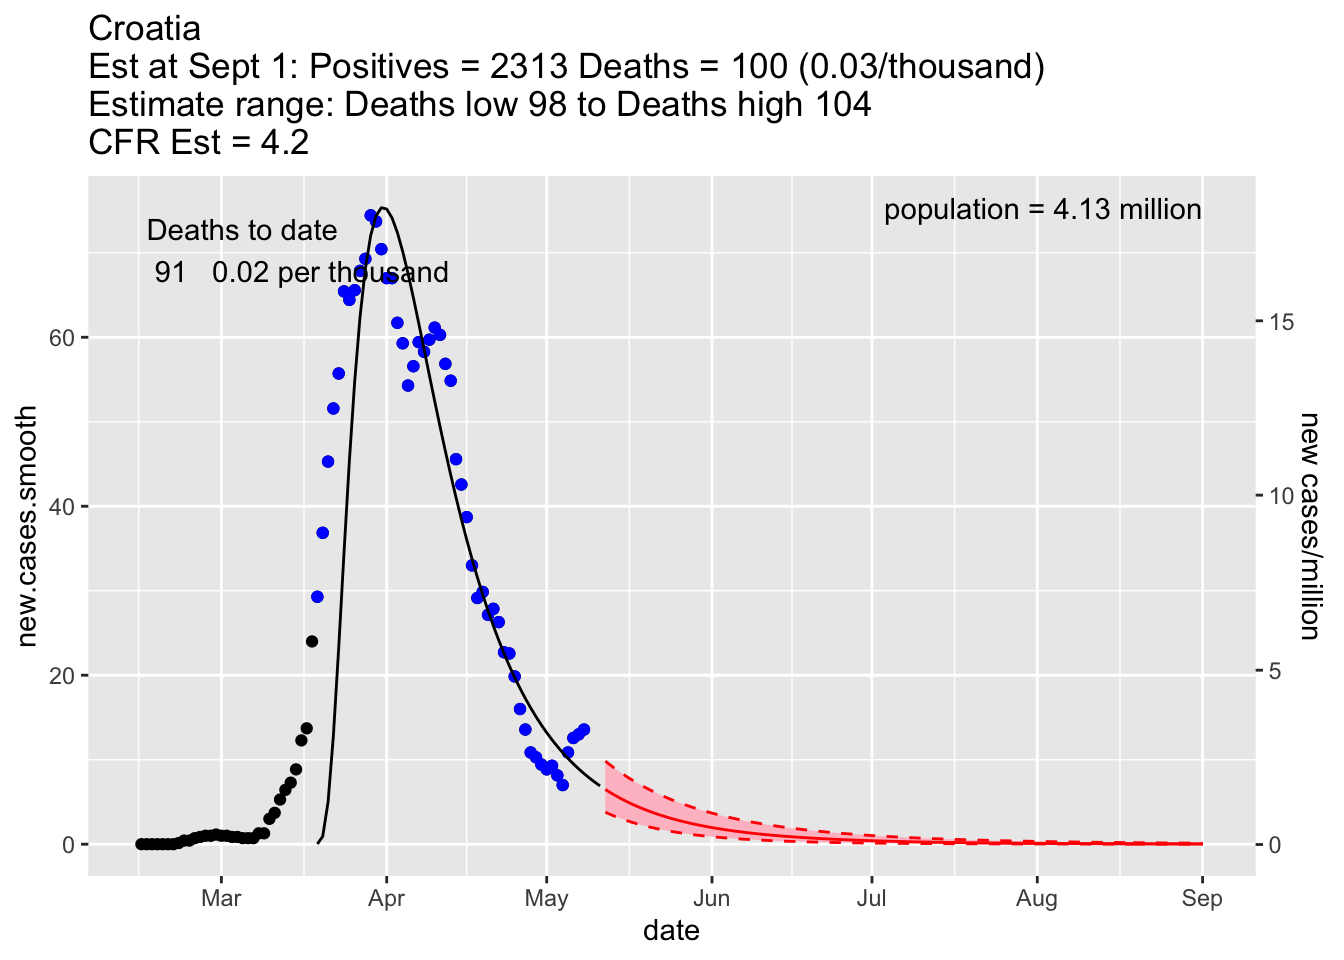 Croatia
Est at Sept 1: Positives = 2313 Deaths = 100 (0.03/thousand)
Estimate range: Deaths low 98 to Deaths high 104
CFR Est = 4.2
population = 4.13 million
Deaths to date
91 0.02 per thousand
new.cases.smooth
60
40
20
0
new cases/million
15
10
5
0
Mar Apr May Jun Jul Aug Sep
date